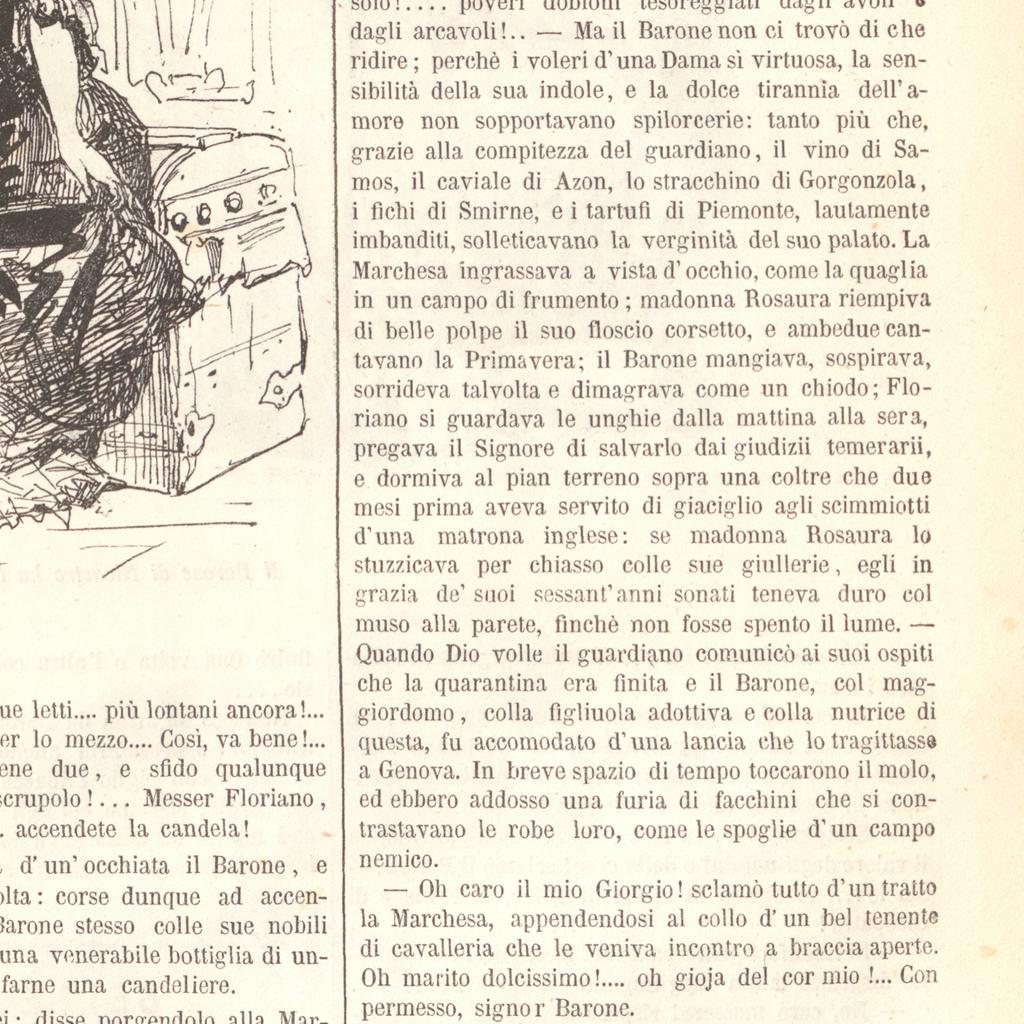 ue letti.... più lontani ancora!...
er lo mezzo.... Così, va bene!...
ene due, e sfido qualunque
scrupolo!... Messer Floriano,
. accendete la candela!
d'un'occhiata il Barone, e
olta: corse dunque ad accen-
Barone stesso colle sue nobili
una venerabile bottiglia di un-
farne una candeliere.
ei: disse porgendolo alla Mar-
solo!.... poveri dobloni tesoreggiati dagli avoli e
dagli arcavoli!.. — Ma il Barone non ci trovò di che
ridire; perchè i voleri d'una Dama sì virtuosa, la sen-
sibilità della sua indole, e la dolce tirannia dell'a-
more non sopportavano spilorcerie: tanto più che,
grazie alla compitezza del guardiano, il vino di Sa-
mos, il caviale di Azon, lo stracchino di Gorgonzola,
i fichi di Smirne, e i tartufi di Piemonte, lautamente
imbanditi, solleticavano la verginità del suo palato. La
Marchesa ingrassava a vista d'occhio, come la quaglia
in un campo di frumento; madonna Rosaura riempiva
di belle polpe il suo floscio corsetto, e ambedue can-
tavano la Primavera; il Barone mangiava, sospirava,
sorrideva talvolta e dimagrava come un chiodo; Flo-
riano si guardava le unghie dalla mattina alla sera,
pregava il Signore di salvarlo dai giudizii temerarii,
e dormiva al pian terreno sopra una coltre che due
mesi prima aveva servito di giaciglio agli scimmiotti
d'una matrona inglese: se madonna Rosaura lo
stuzzicava per chiasso colle sue giullerie, egli in
grazia de' suoi sessant'anni sonati teneva duro col
muso alla parete, finchè non fosse spento il lume. —
Quando Dio volle il guardiano comunicò ai suoi ospiti
che la quarantina era finita e il Barone, col mag-
giordomo, colla figliuola adottiva e colla nutrice di
questa, fu accomodato d'una lancia che lo tragittasse
a Genova. In breve spazio di tempo toccarono il molo,
ed ebbero addosso una furia di facchini che si con-
trastavano le robe loro, come le spoglie d'un campo
nemico.
— Oh caro il mio Giorgio! sclamò tutto d'un tratto
la Marchesa, appendendosi al collo d'un bel tenente
di cavalleria che le veniva incontro a braccia aperte.
Oh marito dolcissimo!.... oh gioja del cor mio!... Con
permesso, signor Barone.